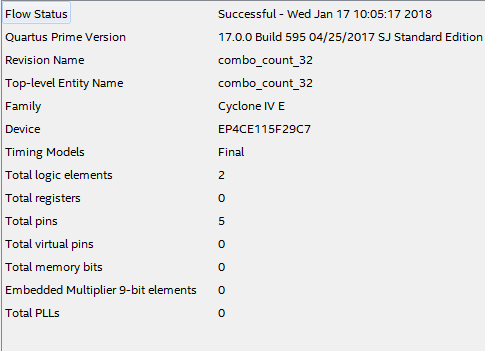 Flow Status Successful - Wed Jan 17 10:05:17 2018
Quartus Prime Version 17.0.0 Build 595 04/25/2017 SJ Standard Edition
Revision Name combo_count_32
Top-level Entity Name combo_count_32
Family Cyclone IV E
Device EP4CE115F29C7
Timing Models Final
Total logic elements 2
Total registers 0
Total pins 5
Total virtual pins 0
Total memory bits 0
Embedded Multiplier 9-bit elements 0
Total PLLs 0